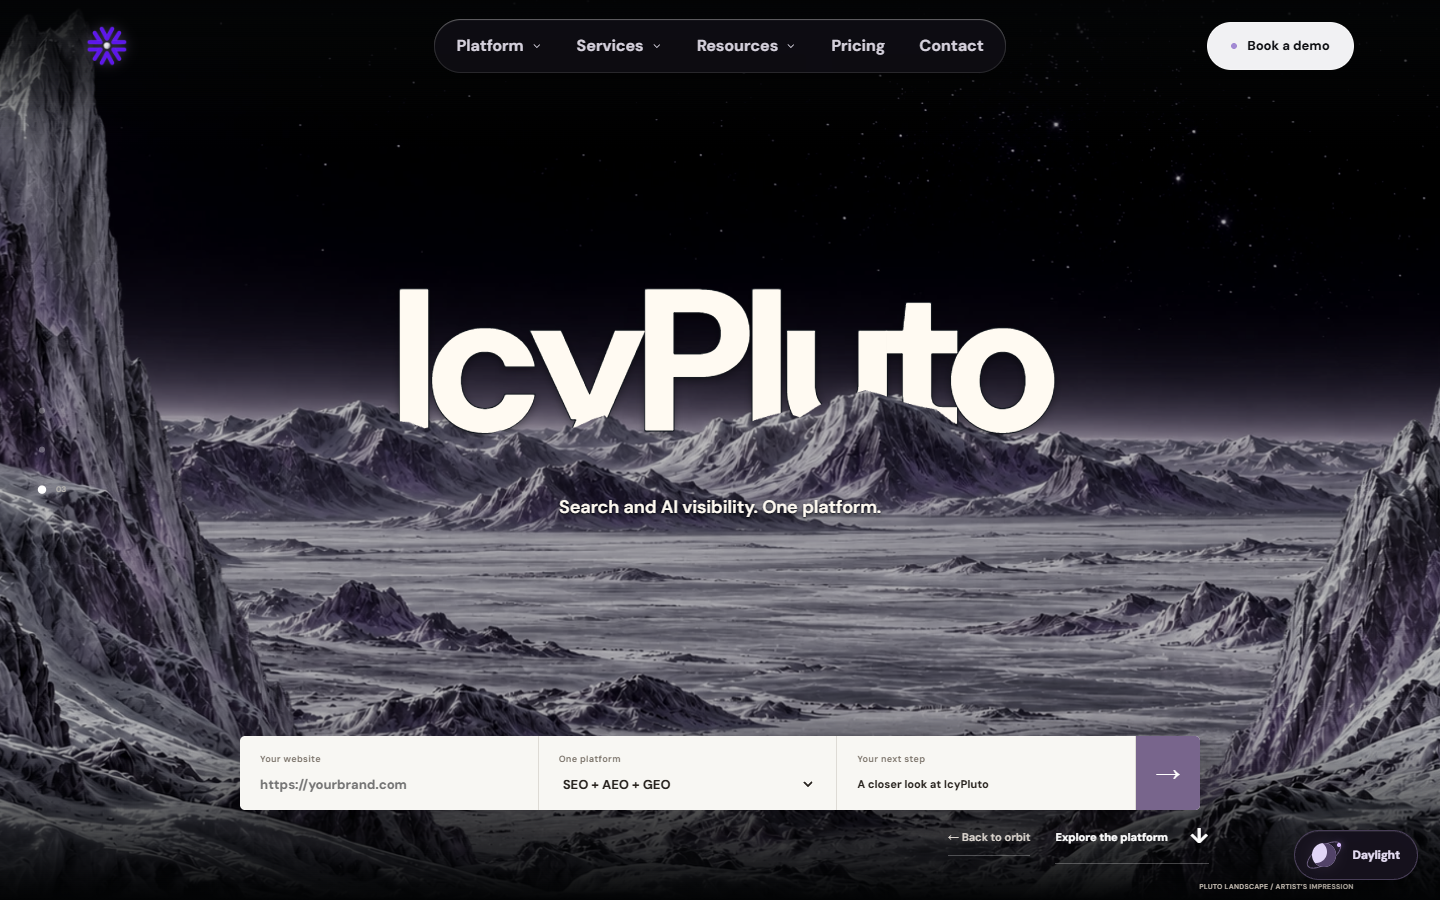 Platform
Services
Resources
Pricing
Contact
Book a demo
IcyPluto
03
Search and AI visibility. One platform.
Your website
https://yourbrand.com
One platform
SEO + AEO + GEO
Your next step
A closer look at IcyPluto
→
← Back to orbit
Explore the platform ↓
Daylight
PLUTO LANDSCAPE / ARTIST'S IMPRESSION